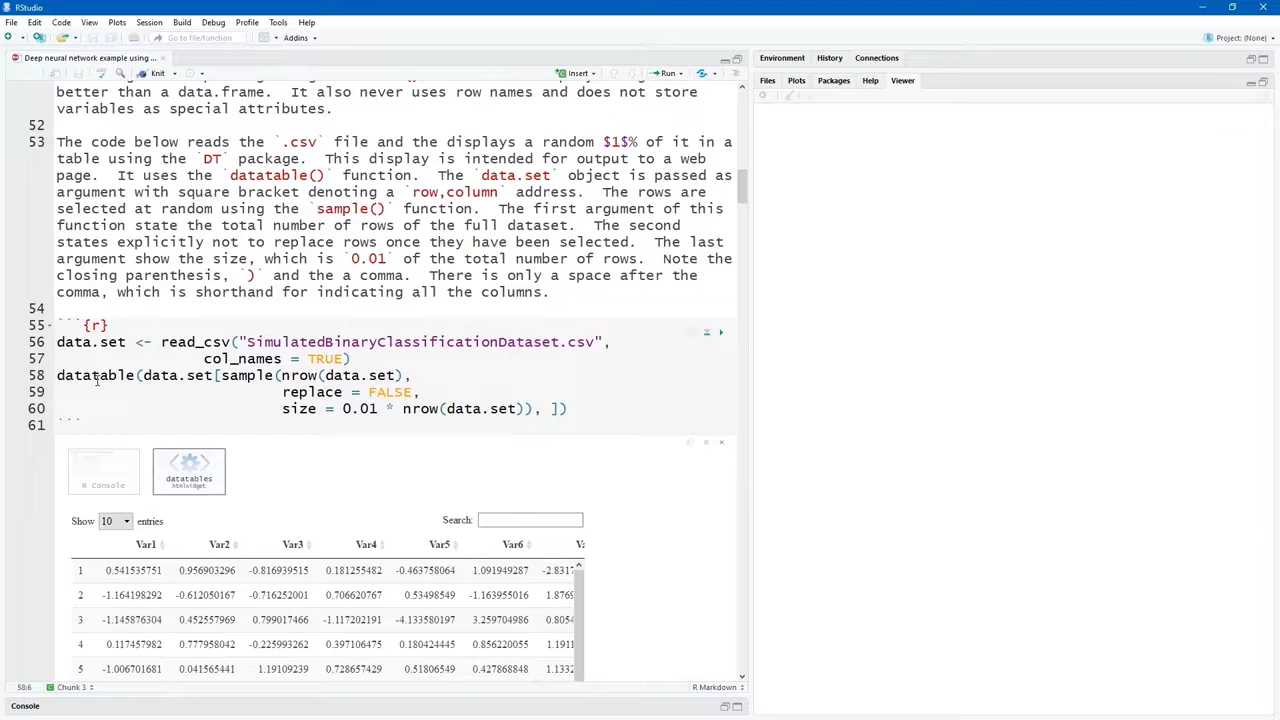 RStudio
File Edit Code View Plots Session Build Debug Profile Tools Help
Go to file/function Addins Project: (None)
Deep neural network example using ...
Environment History Connections
Knit Insert Run
Files Plots Packages Help Viewer
better than a data.frame. It also never uses row names and does not store
variables as special attributes.
52
53 The code below reads the `.csv` file and the displays a random $1$% of it in a
table using the `DT` package. This display is intended for output to a web
page. It uses the `datatable()` function. The `data.set` object is passed as
argument with square bracket denoting a `row,column` address. The rows are
selected at random using the `sample()` function. The first argument of this
function state the total number of rows of the full dataset. The second
states explicitly not to replace rows once they have been selected. The last
argument show the size, which is `0.01` of the total number of rows. Note the
closing parenthesis, `)` and the a comma. There is only a space after the
comma, which is shorthand for indicating all the columns.
54
55 ```{r}
56 data.set <- read_csv("SimulatedBinaryClassificationDataset.csv",
57 col_names = TRUE)
58 datatable(data.set[sample(nrow(data.set),
59 replace = FALSE,
60 size = 0.01 * nrow(data.set)), ])
61 ```
R Console
datatables
htmlwidget
Show 10 entries Search:
Var1 Var2 Var3 Var4 Var5 Var6
1 0.541535751 0.956903296 -0.816939515 0.181255482 -0.463758064 1.091949287 -2.8317
2 -1.164198292 -0.612050167 -0.716252001 0.706620767 0.53498549 -1.163955016 1.8769
3 -1.145876304 0.452557969 0.799017466 -1.117202191 -4.133580197 3.259704986 0.8054
4 0.117457982 0.777958042 -0.225993262 0.397106475 0.180424445 0.856220055 1.1911
5 -1.006701681 0.041565441 1.19109239 0.728657429 0.51806549 0.427868848 1.1332
58:6 Chunk 3 R Markdown
Console